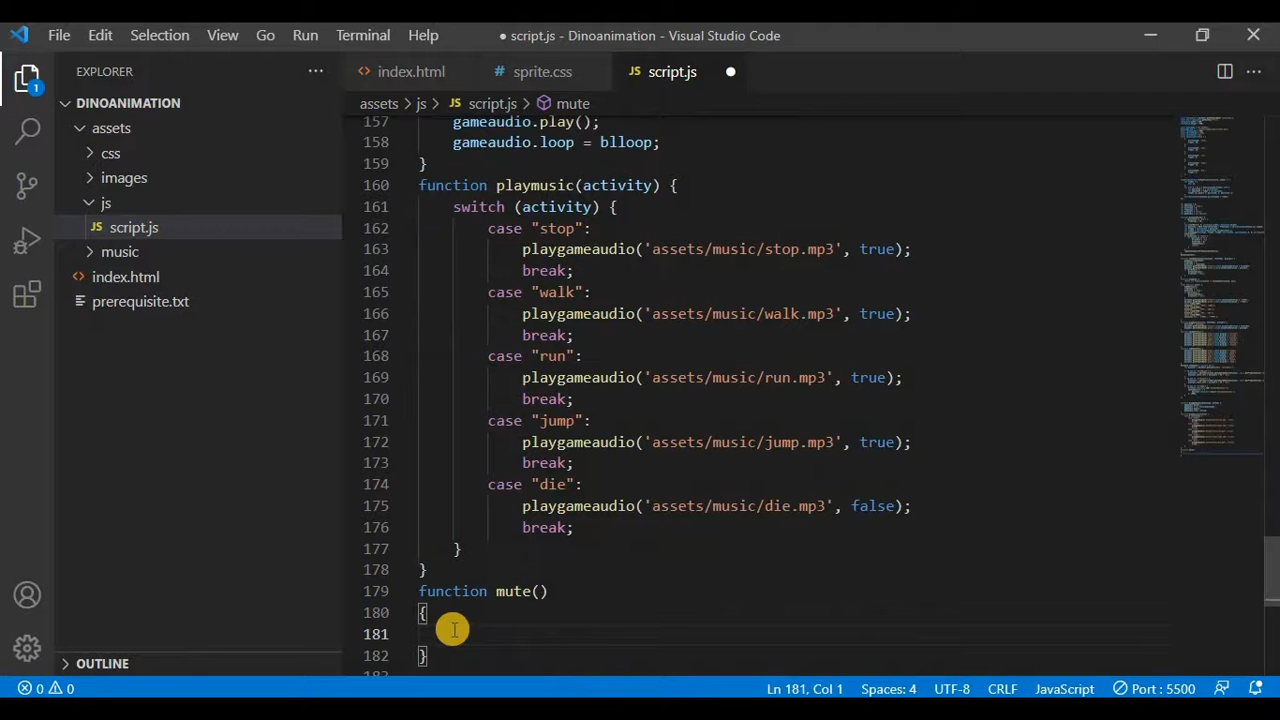 File Edit Selection View Go Run Terminal Help ● script.js - Dinoanimation - Visual Studio Code
EXPLORER ···
1
DINOANIMATION
assets
css
images
js
JS script.js
music
<> index.html
prerequisite.txt
OUTLINE
<> index.html # sprite.css JS script.js ●
assets > js > JS script.js > mute
157 gameaudio.play();
158 gameaudio.loop = blloop;
159 }
160 function playmusic(activity) {
161 switch (activity) {
162 case "stop":
163 playgameaudio('assets/music/stop.mp3', true);
164 break;
165 case "walk":
166 playgameaudio('assets/music/walk.mp3', true);
167 break;
168 case "run":
169 playgameaudio('assets/music/run.mp3', true);
170 break;
171 case "jump":
172 playgameaudio('assets/music/jump.mp3', true);
173 break;
174 case "die":
175 playgameaudio('assets/music/die.mp3', false);
176 break;
177 }
178 }
179 function mute()
180 {
181
182 }
0 0 Ln 181, Col 1 Spaces: 4 UTF-8 CRLF JavaScript Port : 5500